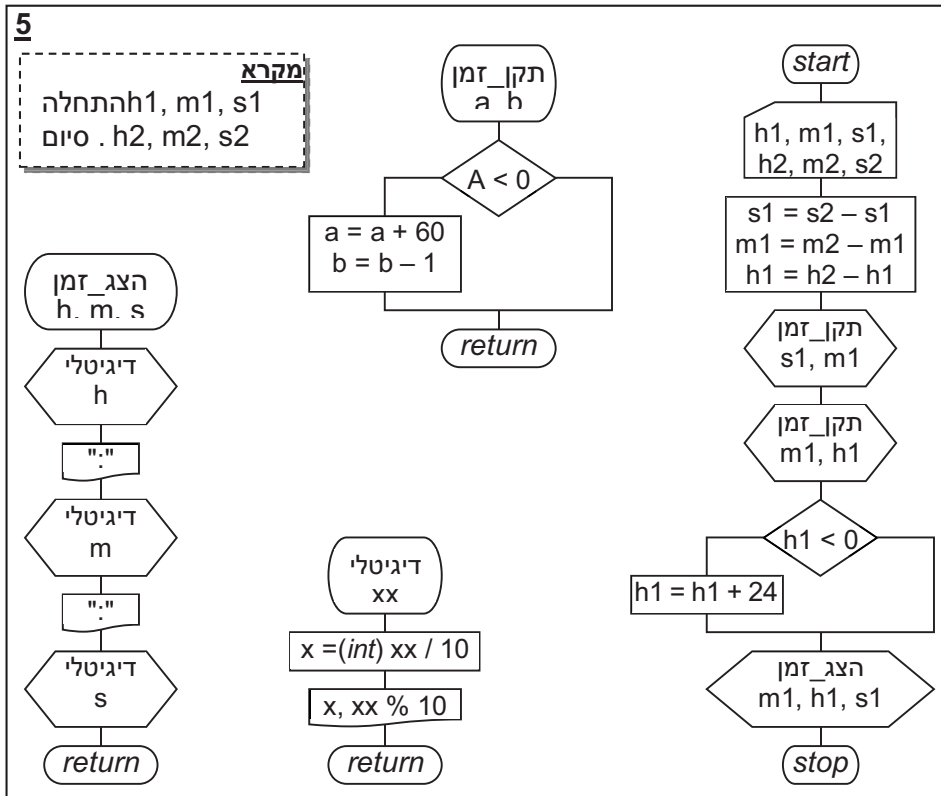 5
מקרא
h1, m1, s1התחלה
h2, m2, s2 . סיום
תקן_זמן
a b
A < 0
a = a + 60
b = b – 1
return
start
h1, m1, s1,
h2, m2, s2
s1 = s2 – s1
m1 = m2 – m1
h1 = h2 – h1
תקן_זמן
s1, m1
תקן_זמן
m1, h1
h1 < 0
h1 = h1 + 24
הצג_זמן
m1, h1, s1
stop
הצג_זמן
h, m, s
דיגיטלי
h
":"
דיגיטלי
m
":"
דיגיטלי
s
return
דיגיטלי
xx
x =(int) xx / 10
x, xx % 10
return